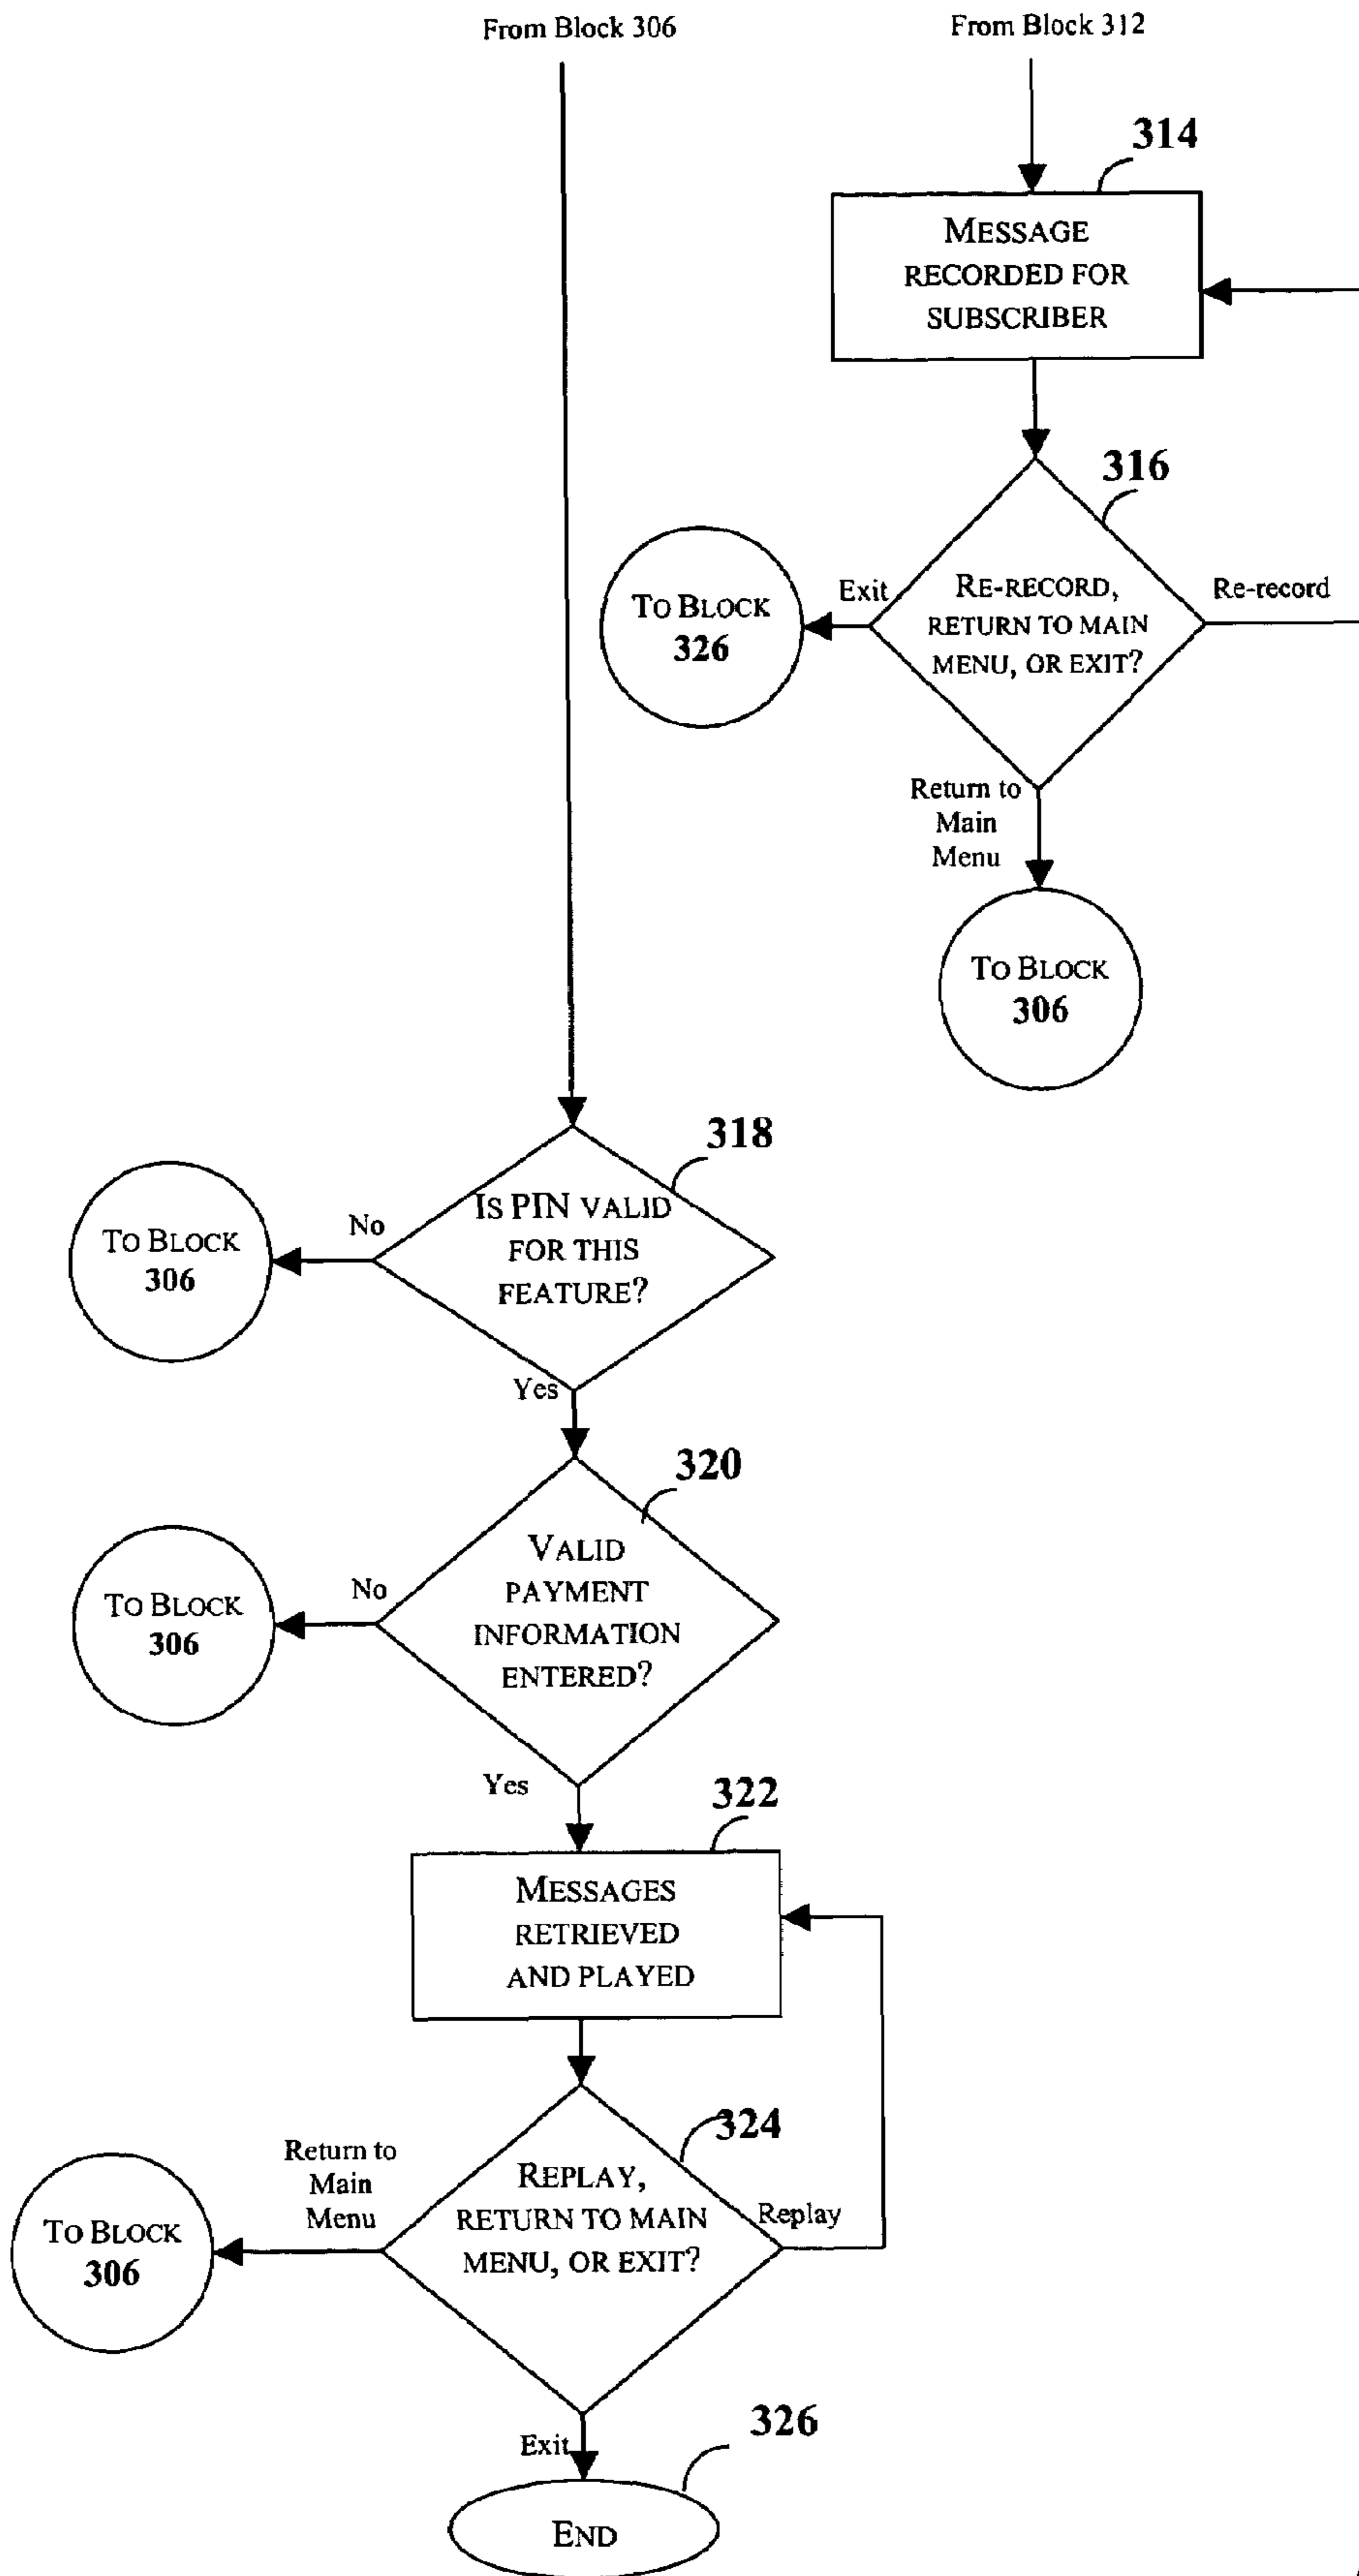 From Block 306
From Block 312
314
MESSAGE
RECORDED FOR
SUBSCRIBER
316
Exit
RE-RECORD,
RETURN TO MAIN
MENU, OR EXIT?
Re-record
TO BLOCK
326
Return to
Main
Menu
TO BLOCK
306
318
No
IS PIN VALID
FOR THIS
FEATURE?
TO BLOCK
306
Yes
320
No
VALID
PAYMENT
INFORMATION
ENTERED?
TO BLOCK
306
Yes
322
MESSAGES
RETRIEVED
AND PLAYED
324
Return to
Main
Menu
REPLAY,
RETURN TO MAIN
MENU, OR EXIT?
Replay
TO BLOCK
306
Exit
326
END